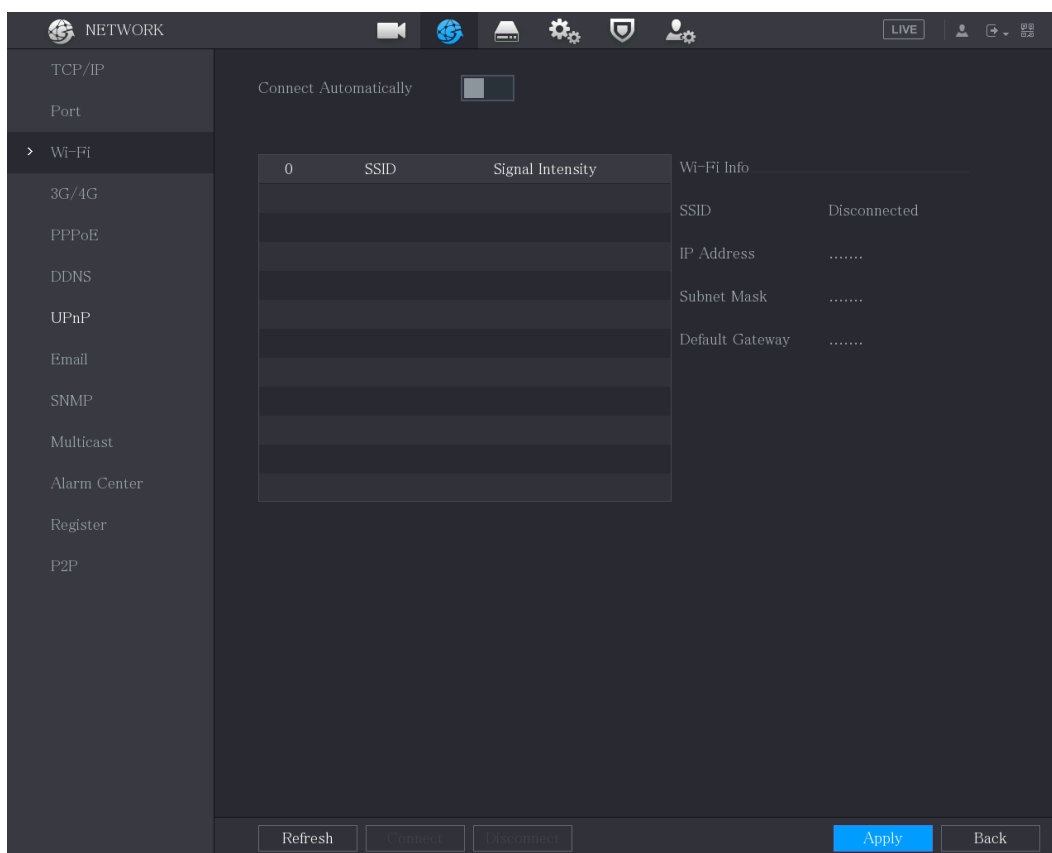 NETWORK
LIVE
TCP/IP
Port
Wi-Fi
3G/4G
PPPoE
DDNS
UPnP
Email
SNMP
Multicast
Alarm Center
Register
P2P
Connect Automatically
0 SSID Signal Intensity
Wi-Fi Info
SSID Disconnected
IP Address .......
Subnet Mask .......
Default Gateway .......
Refresh Connect Disconnect Apply Back